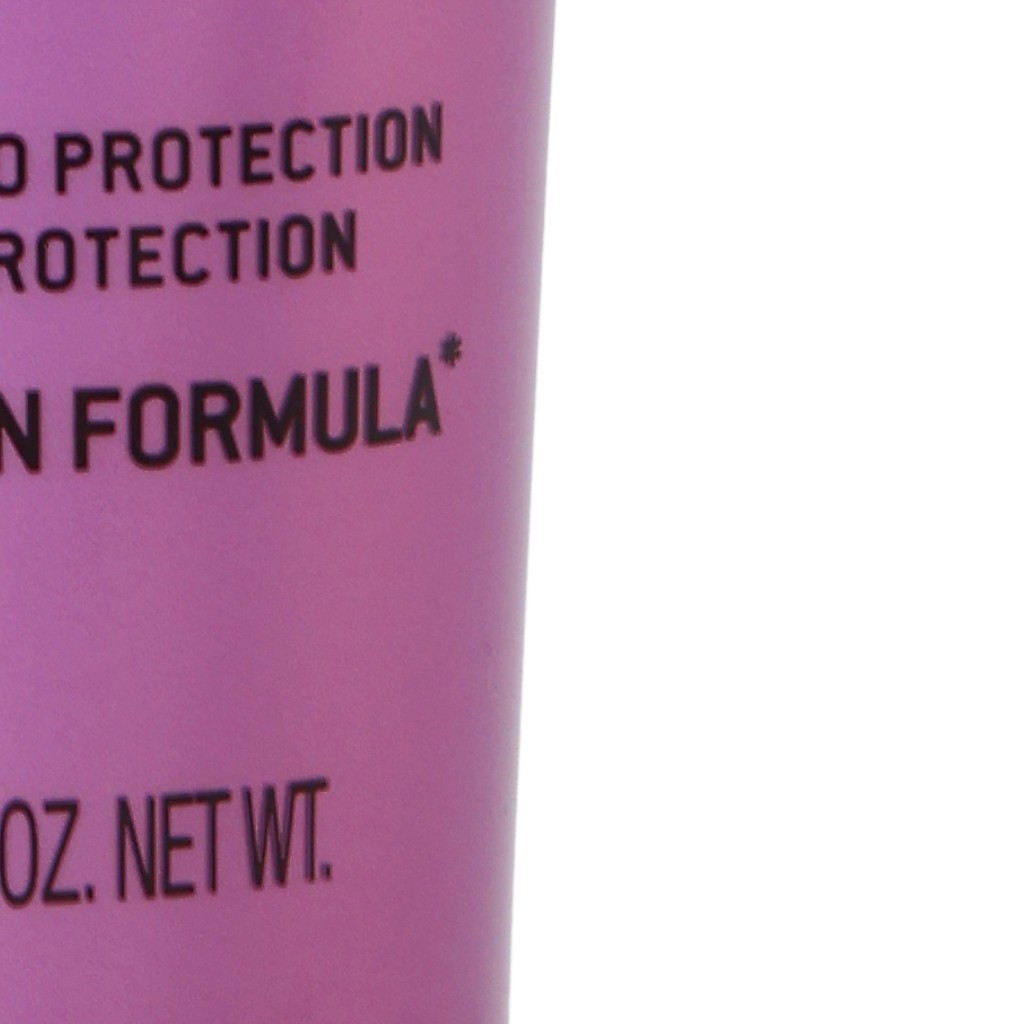 O PROTECTION
ROTECTION
N FORMULA*
OZ. NET WT.